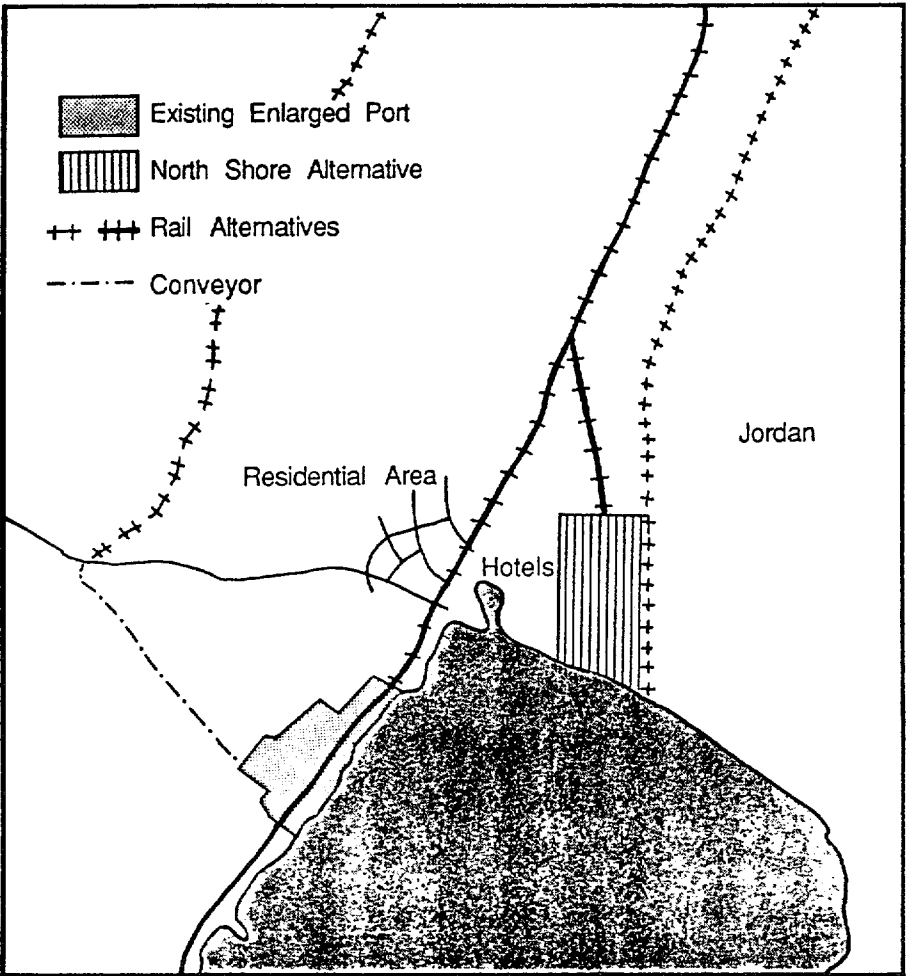 Existing Enlarged Port
North Shore Alternative
Rail Alternatives
Conveyor
Jordan
Residential Area
Hotels